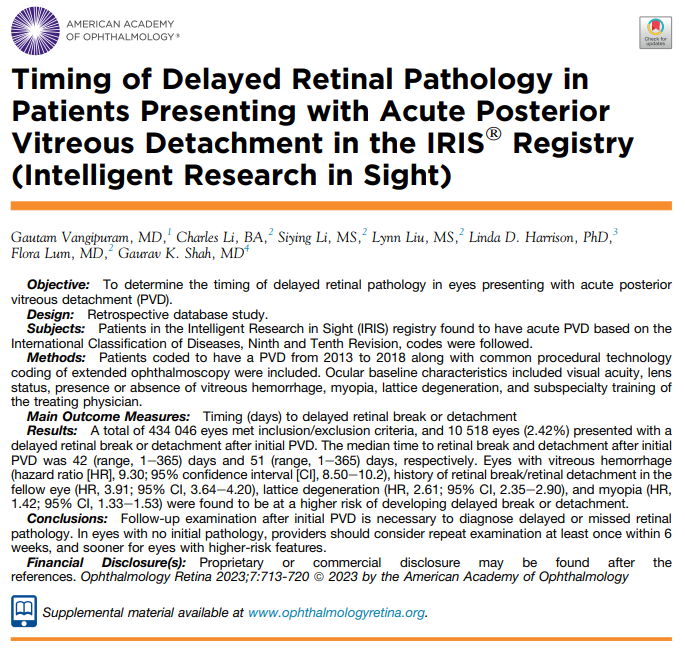 AMERICAN ACADEMY
OF OPHTHALMOLOGY®
Check for
updates
Timing of Delayed Retinal Pathology in
Patients Presenting with Acute Posterior
Vitreous Detachment in the IRIS® Registry
(Intelligent Research in Sight)
Gautam Vangipuram, MD,1 Charles Li, BA,2 Siying Li, MS,2 Lynn Liu, MS,2 Linda D. Harrison, PhD,3
Flora Lum, MD,2 Gaurav K. Shah, MD4
Objective: To determine the timing of delayed retinal pathology in eyes presenting with acute posterior
vitreous detachment (PVD).
Design: Retrospective database study.
Subjects: Patients in the Intelligent Research in Sight (IRIS) registry found to have acute PVD based on the
International Classification of Diseases, Ninth and Tenth Revision, codes were followed.
Methods: Patients coded to have a PVD from 2013 to 2018 along with common procedural technology
coding of extended ophthalmoscopy were included. Ocular baseline characteristics included visual acuity, lens
status, presence or absence of vitreous hemorrhage, myopia, lattice degeneration, and subspecialty training of
the treating physician.
Main Outcome Measures: Timing (days) to delayed retinal break or detachment
Results: A total of 434 046 eyes met inclusion/exclusion criteria, and 10 518 eyes (2.42%) presented with a
delayed retinal break or detachment after initial PVD. The median time to retinal break and detachment after initial
PVD was 42 (range, 1–365) days and 51 (range, 1–365) days, respectively. Eyes with vitreous hemorrhage
(hazard ratio [HR], 9.30; 95% confidence interval [CI], 8.50–10.2), history of retinal break/retinal detachment in the
fellow eye (HR, 3.91; 95% CI, 3.64–4.20), lattice degeneration (HR, 2.61; 95% CI, 2.35–2.90), and myopia (HR,
1.42; 95% CI, 1.33–1.53) were found to be at a higher risk of developing delayed break or detachment.
Conclusions: Follow-up examination after initial PVD is necessary to diagnose delayed or missed retinal
pathology. In eyes with no initial pathology, providers should consider repeat examination at least once within 6
weeks, and sooner for eyes with higher-risk features.
Financial Disclosure(s): Proprietary or commercial disclosure may be found after the
references. Ophthalmology Retina 2023;7:713-720 © 2023 by the American Academy of Ophthalmology
Supplemental material available at www.ophthalmologyretina.org.